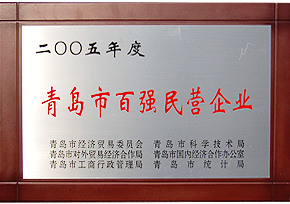 二〇〇五年度
青岛市百强民营企业
青岛市经济贸易委员会 青岛市科学技术局
青岛市对外贸易经济合作局 青岛市国内经济合作办公室
青岛市工商行政管理局 青岛市统计局